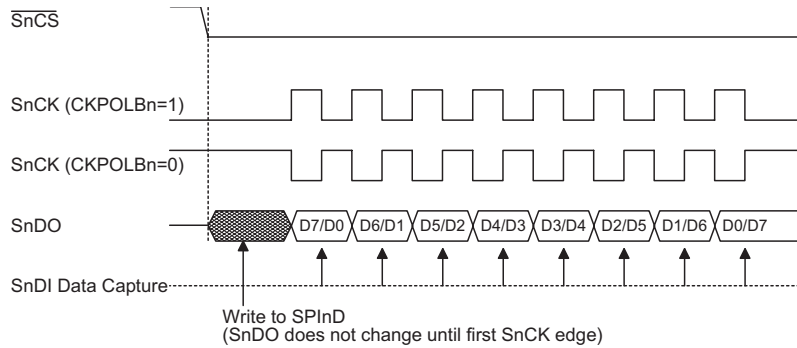 SnCS
SnCK (CKPOLBn=1)
SnCK (CKPOLBn=0)
SnDO D7/D0 D6/D1 D5/D2 D4/D3 D3/D4 D2/D5 D1/D6 D0/D7
SnDI Data Capture
Write to SPInD
(SnDO does not change until first SnCK edge)